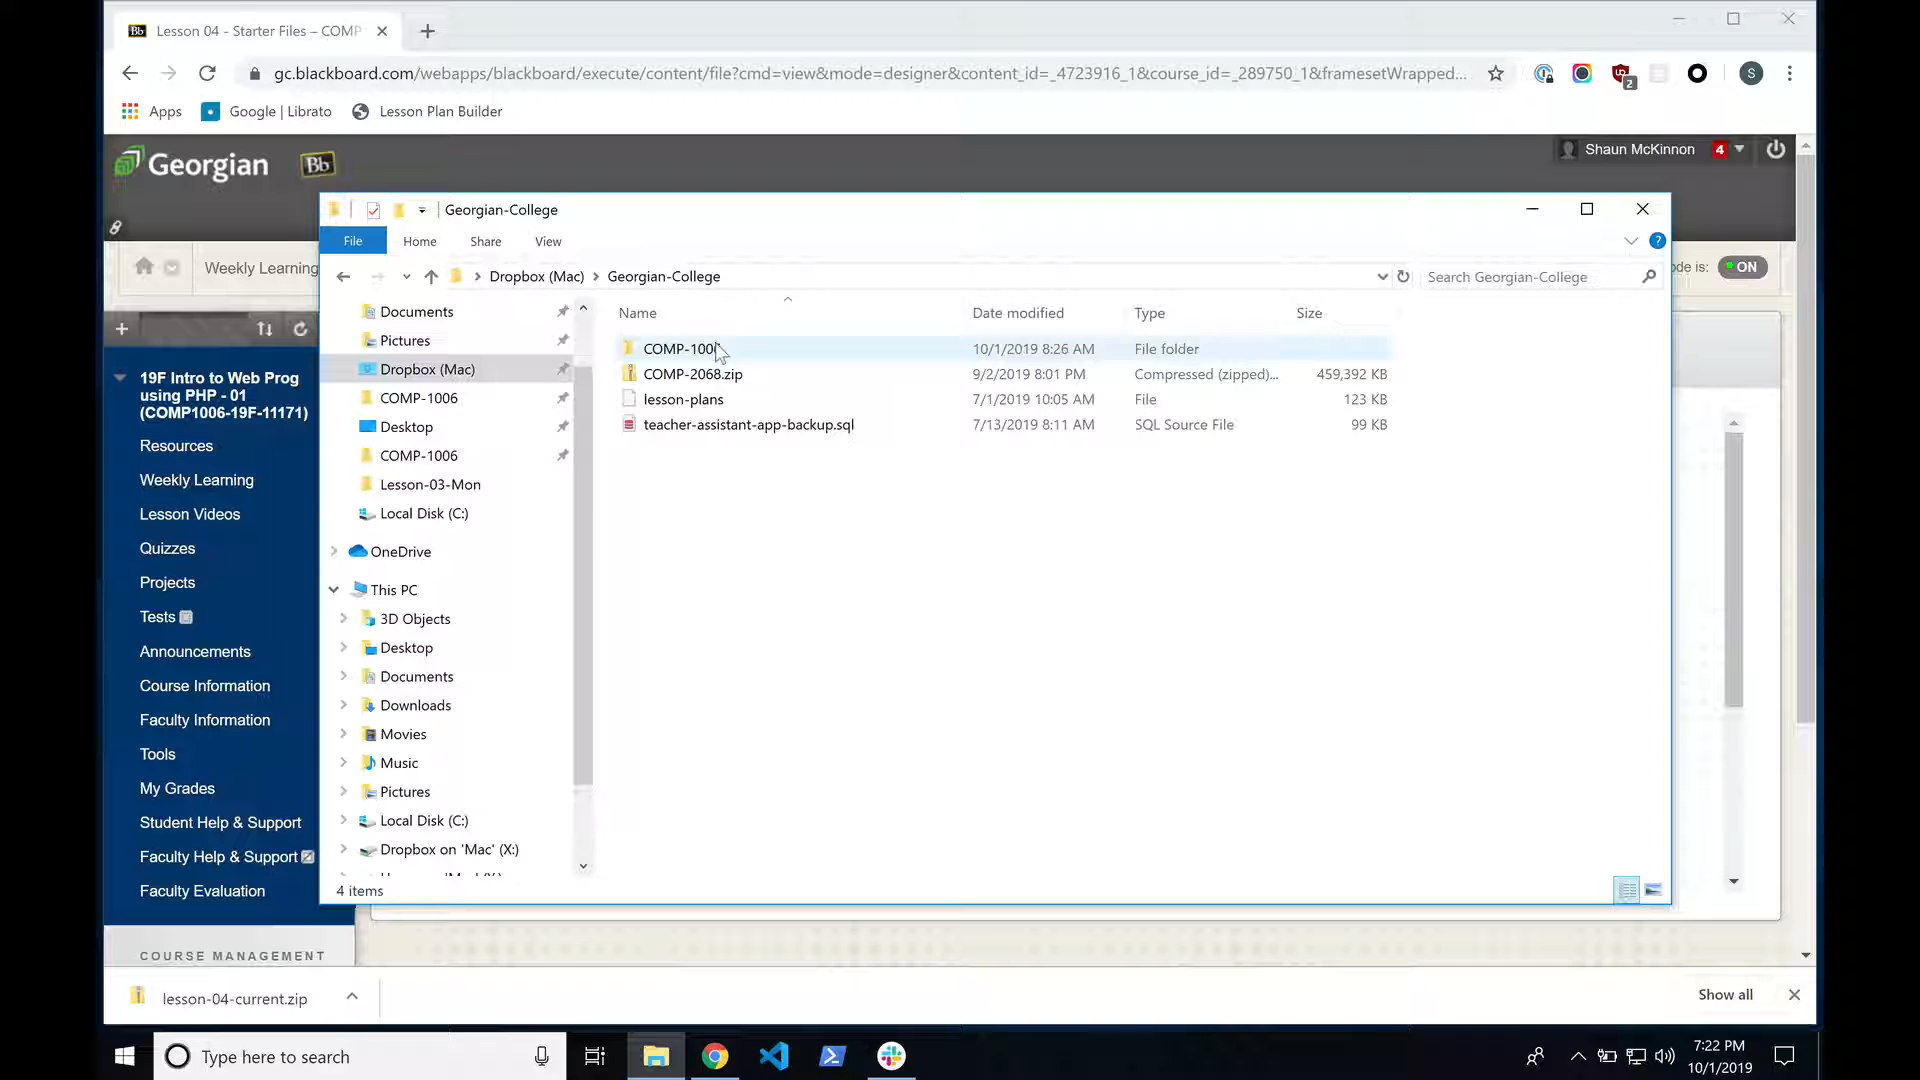 Lesson 04 - Starter Files – COMP
gc.blackboard.com/webapps/blackboard/execute/content/file?cmd=view&mode=designer&content_id=_4723916_1&course_id=_289750_1&framesetWrapped...
2
S
Apps
Google | Librato
Lesson Plan Builder
Georgian
Bb
Shaun McKinnon
4
Weekly Learning
ode is:
ON
19F Intro to Web Prog
using PHP - 01
(COMP1006-19F-11171)
Resources
Weekly Learning
Lesson Videos
Quizzes
Projects
Tests
Announcements
Course Information
Faculty Information
Tools
My Grades
Student Help & Support
Faculty Help & Support
Faculty Evaluation
COURSE MANAGEMENT
Georgian-College
File
Home
Share
View
?
Dropbox (Mac)
Georgian-College
Search Georgian-College
Documents
Pictures
Dropbox (Mac)
COMP-1006
Desktop
COMP-1006
Lesson-03-Mon
Local Disk (C:)
OneDrive
This PC
3D Objects
Desktop
Documents
Downloads
Movies
Music
Pictures
Local Disk (C:)
Dropbox on 'Mac' (X:)
Name Date modified Type Size
COMP-100 10/1/2019 8:26 AM File folder
COMP-2068.zip 9/2/2019 8:01 PM Compressed (zipped)... 459,392 KB
lesson-plans 7/1/2019 10:05 AM File 123 KB
teacher-assistant-app-backup.sql 7/13/2019 8:11 AM SQL Source File 99 KB
4 items
lesson-04-current.zip
Show all
Type here to search
7:22 PM
10/1/2019